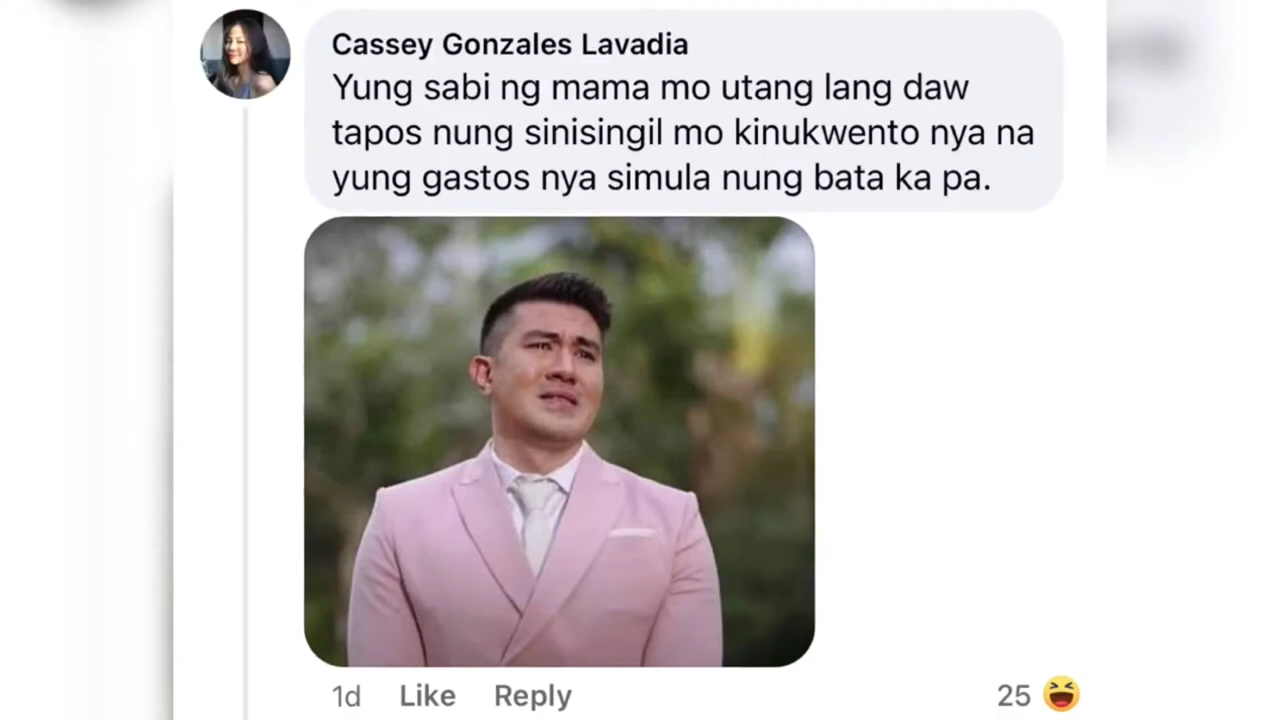 Cassey Gonzales Lavadia
Yung sabi ng mama mo utang lang daw
tapos nung sinisingil mo kinukwento nya na
yung gastos nya simula nung bata ka pa.
1d Like Reply 25